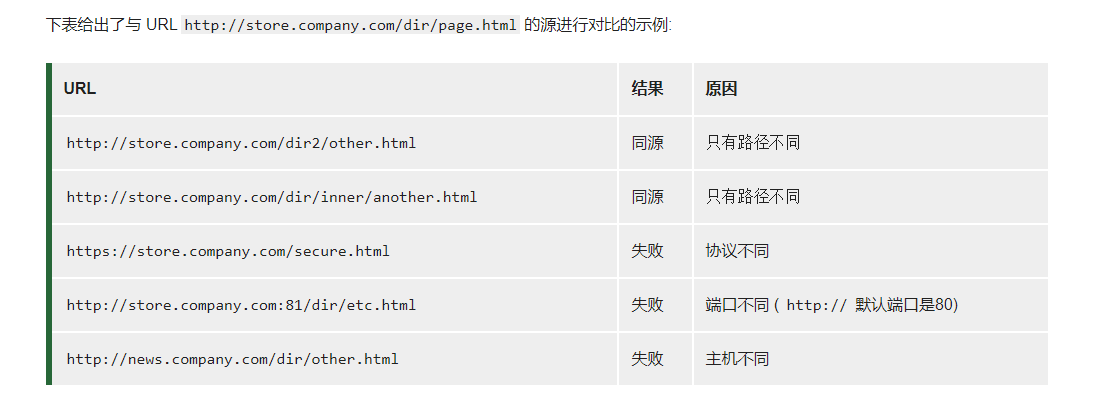 下表给出了与 URL http://store.company.com/dir/page.html 的源进行对比的示例:
URL 结果 原因
http://store.company.com/dir2/other.html 同源 只有路径不同
http://store.company.com/dir/inner/another.html 同源 只有路径不同
https://store.company.com/secure.html 失败 协议不同
http://store.company.com:81/dir/etc.html 失败 端口不同 ( http:// 默认端口是80)
http://news.company.com/dir/other.html 失败 主机不同